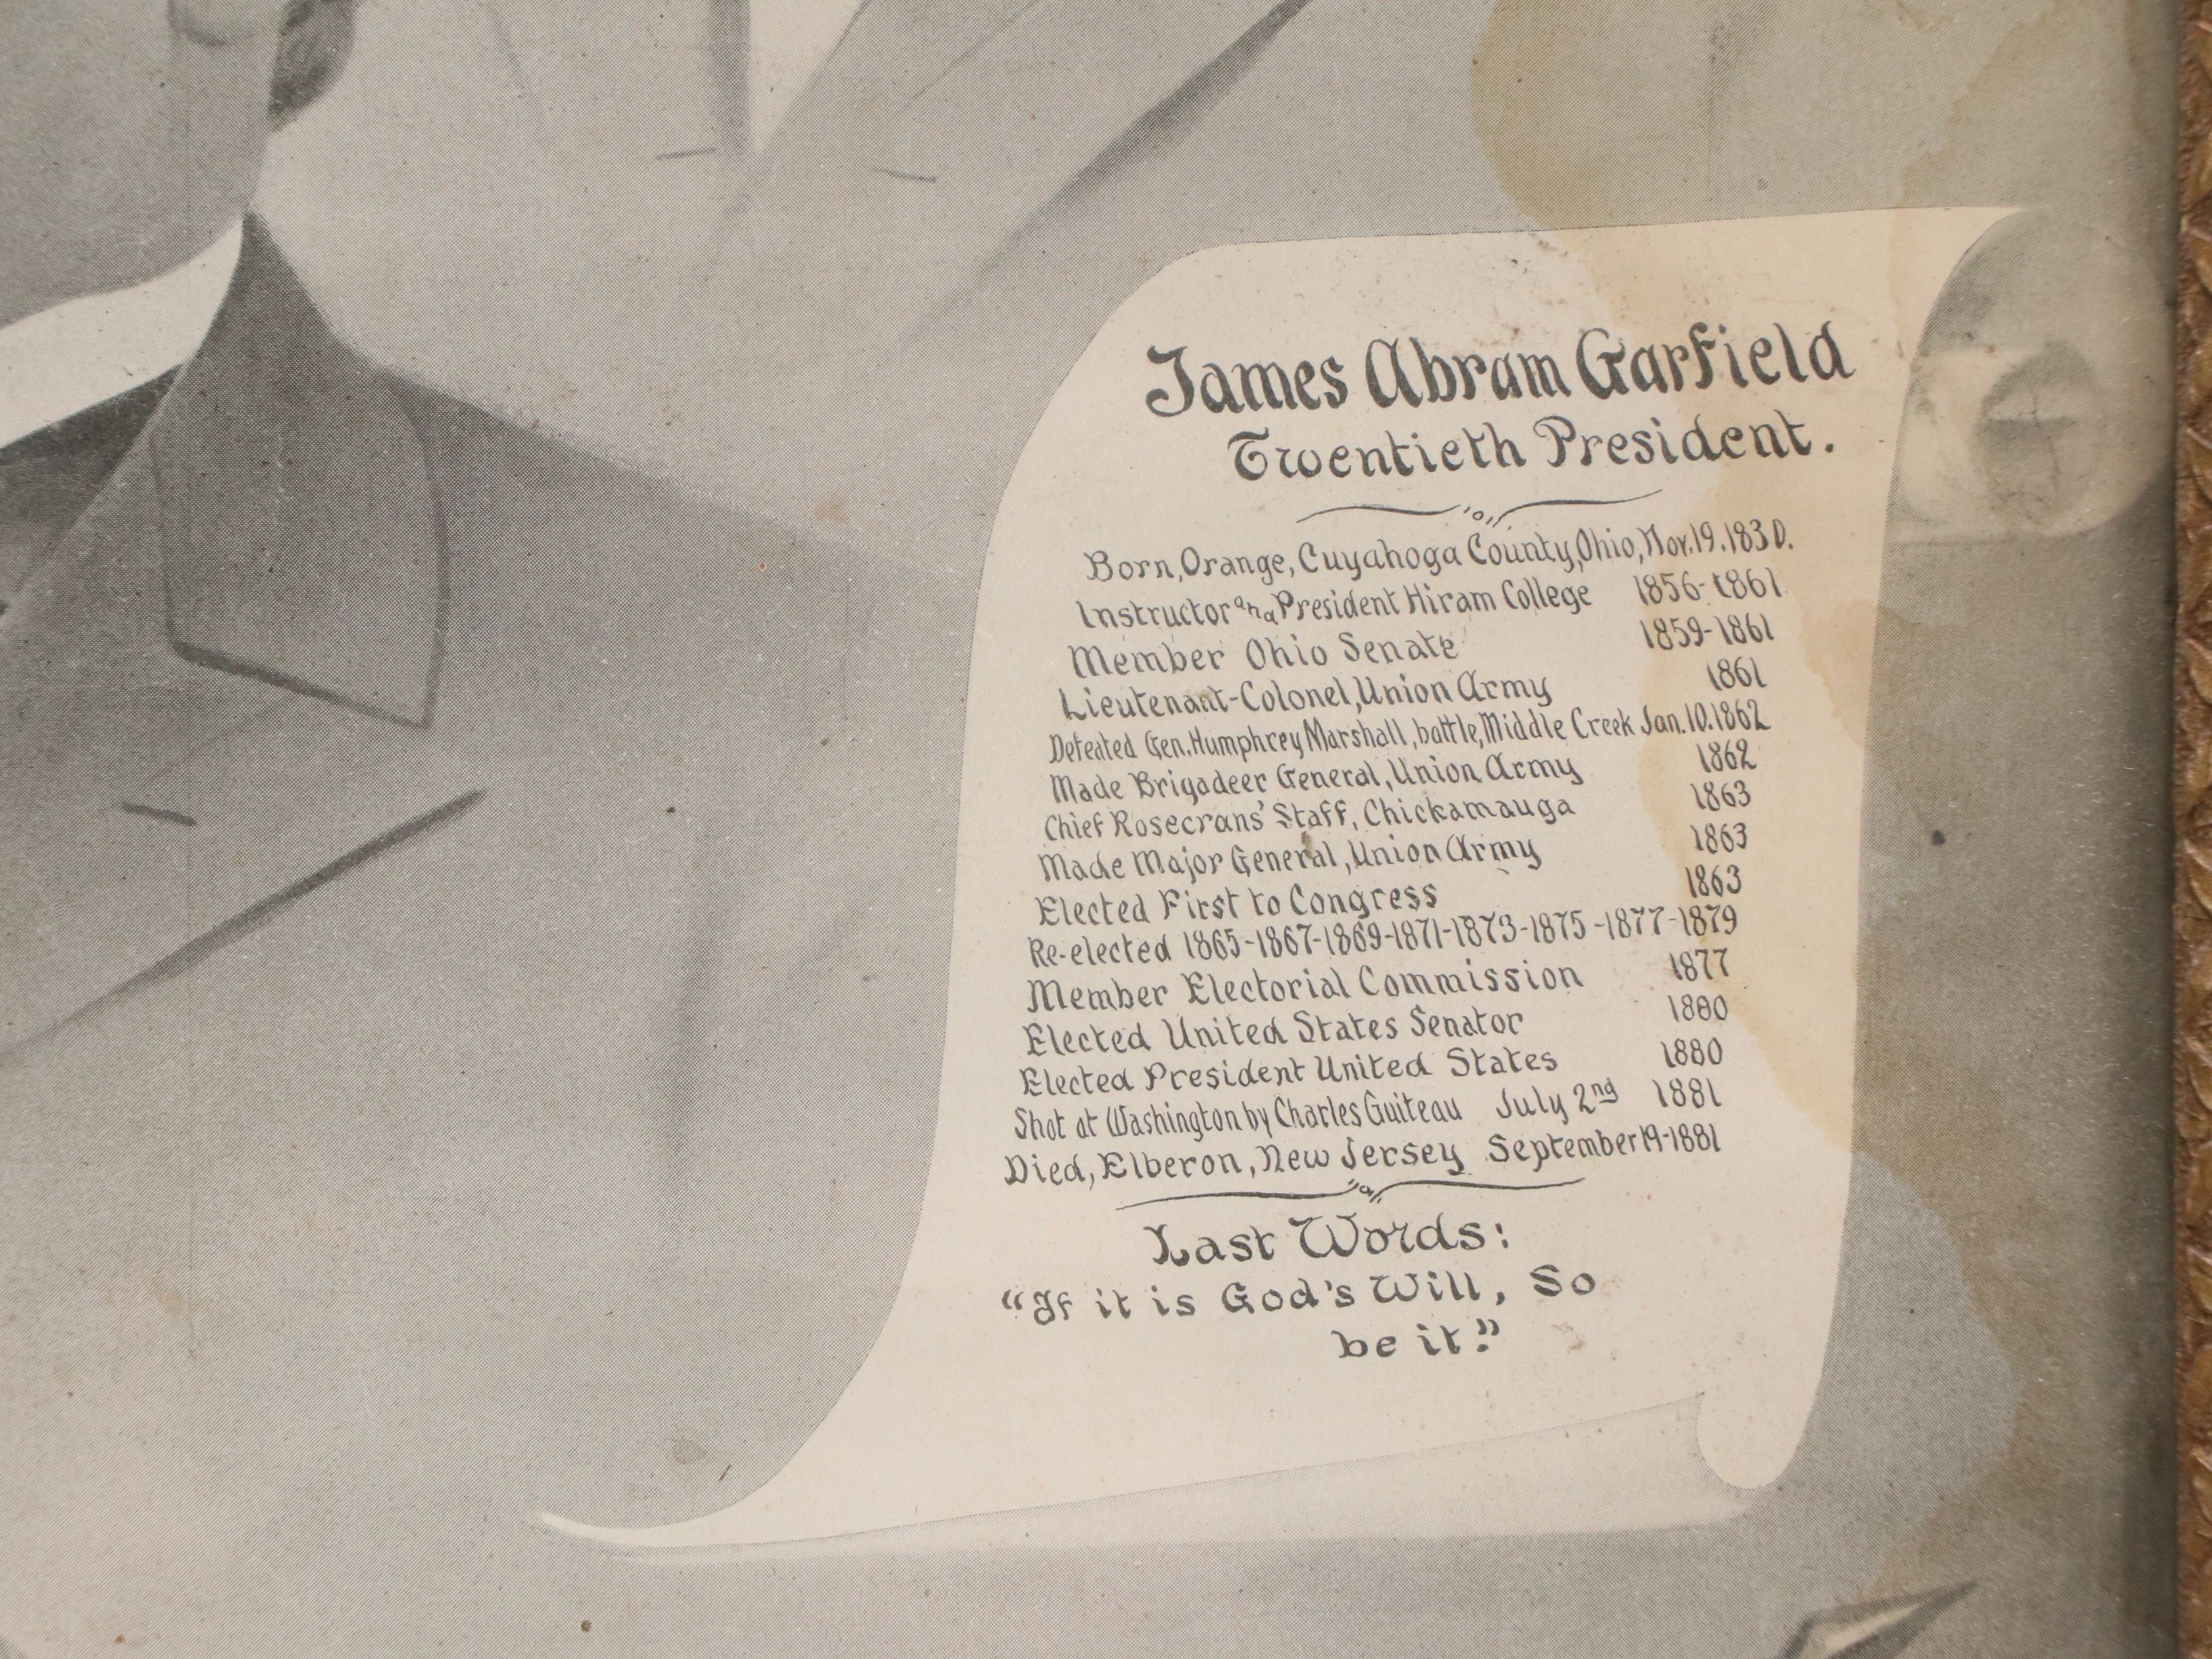 James Abram Garfield
Twentieth President.
Born, Orange, Cuyahoga County, Ohio, Nov. 19. 1830.
Instructor and President Hiram College 1856-1861
Member Ohio Senate 1859-1861
Lieutenant-Colonel, Union Army 1861
Defeated Gen. Humphrey Marshall, battle, Middle Creek Jan. 10. 1862
Made Brigadeer General, Union Army 1862
Chief Rosecrans' Staff, Chickamauga 1863
Made Major General, Union Army 1863
Elected First to Congress 1863
Re-elected 1865-1867-1869-1871-1873-1875-1877-1879
Member Electorial Commission 1877
Elected United States Senator 1880
Elected President United States 1880
Shot at Washington by Charles Guiteau July 2nd 1881
Died, Elberon, New Jersey September 19-1881
Last Words:
"If it is God's Will, So
be it."